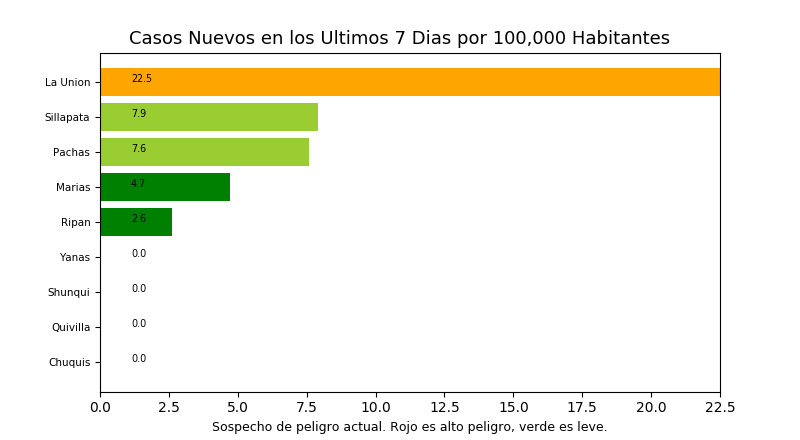 Casos Nuevos en los Ultimos 7 Dias por 100,000 Habitantes
La Union 22.5
Sillapata 7.9
Pachas 7.6
Marias 4.7
Ripan 2.6
Yanas 0.0
Shunqui 0.0
Quivilla 0.0
Chuquis 0.0
0.0 2.5 5.0 7.5 10.0 12.5 15.0 17.5 20.0 22.5
Sospecho de peligro actual. Rojo es alto peligro, verde es leve.